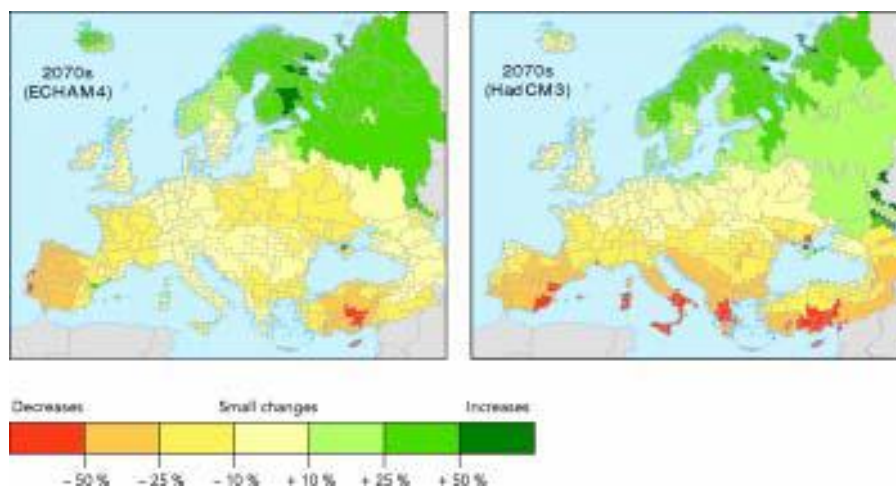 2070s
(ECHAM4)
2070s
(HadCM3)
Decreases Small changes Increases
– 50 % – 25 % – 10 % + 10 % + 25 % + 50 %